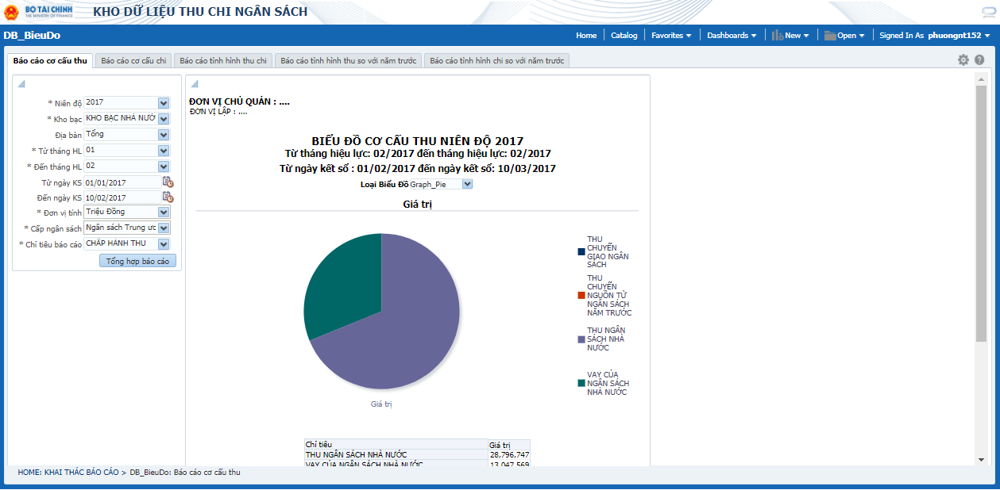 BỘ TÀI CHÍNH
THE MINISTRY OF FINANCE
KHO DỮ LIỆU THU CHI NGÂN SÁCH
DB_BieuDo
Home Catalog Favorites Dashboards New Open Signed In As phuongnt152
Báo cáo cơ cấu thu Báo cáo cơ cấu chi Báo cáo tình hình thu chi Báo cáo tình hình thu so với năm trước Báo cáo tình hình chi so với năm trước
* Niên độ 2017
* Kho bạc KHO BẠC NHÀ NƯỚ
Địa bàn Tổng
* Từ tháng HL 01
* Đến tháng HL 02
Từ ngày KS 01/01/2017
Đến ngày KS 10/02/2017
* Đơn vị tính Triệu Đồng
* Cấp ngân sách Ngân sách Trung ươ
* Chỉ tiêu báo cáo CHẤP HÀNH THU
Tổng hợp báo cáo
ĐƠN VỊ CHỦ QUẢN : ....
ĐƠN VỊ LẬP : ....
BIỂU ĐỒ CƠ CẤU THU NIÊN ĐỘ 2017
Từ tháng hiệu lực: 02/2017 đến tháng hiệu lực: 02/2017
Từ ngày kết sổ : 01/02/2017 đến ngày kết sổ: 10/03/2017
Loại Biểu Đồ Graph_Pie
Giá trị
THU
CHUYỂN
GIAO NGÂN
SÁCH
THU
CHUYỂN
NGUỒN TỪ
NGÂN SÁCH
NĂM TRƯỚC
THU NGÂN
SÁCH NHÀ
NƯỚC
VAY CỦA
NGÂN SÁCH
NHÀ NƯỚC
Giá trị
Chỉ tiêu Giá trị
THU NGÂN SÁCH NHÀ NƯỚC 28,796,747
VAY CỦA NGÂN SÁCH NHÀ NƯỚC 13,047,569
HOME: KHAI THÁC BÁO CÁO > DB_BieuDo: Báo cáo cơ cấu thu